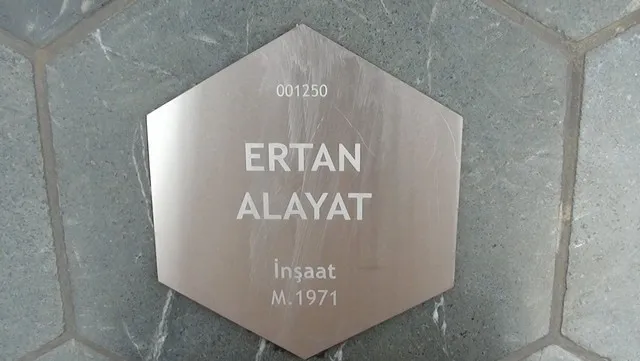 001250
ERTAN
ALAYAT
İnşaat
M.1971